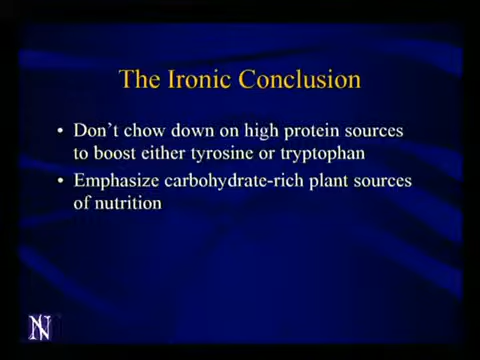 The Ironic Conclusion
• Don't chow down on high protein sources
to boost either tyrosine or tryptophan
• Emphasize carbohydrate-rich plant sources
of nutrition
N